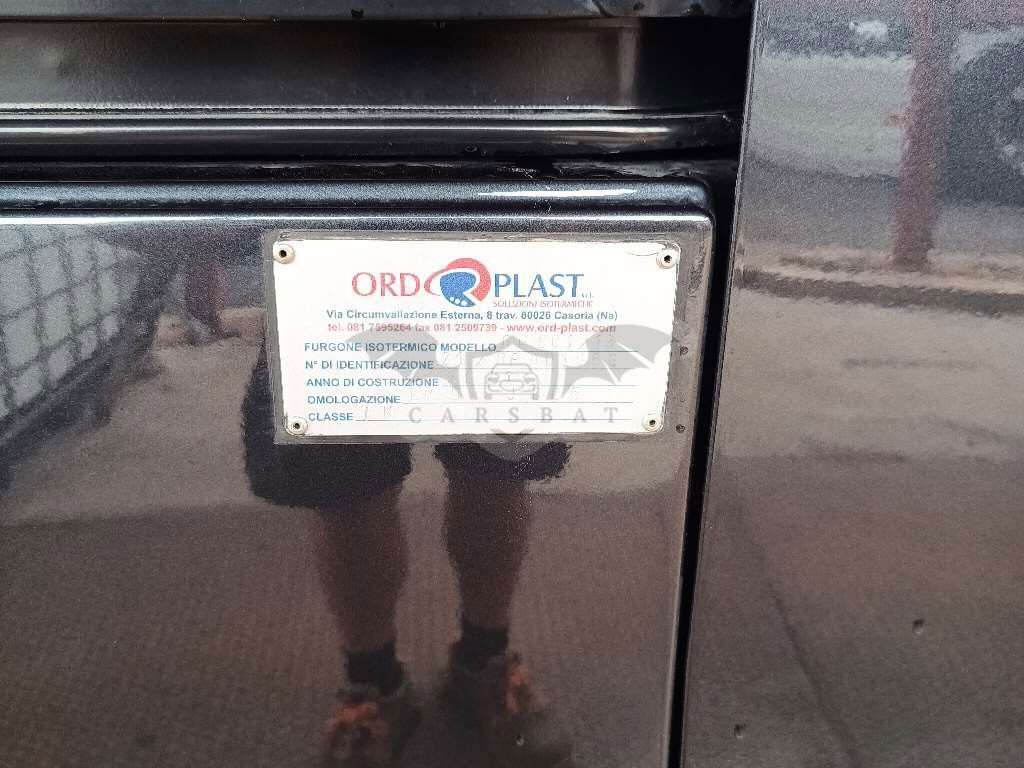 ORD PLAST s.r.l.
SOLUZIONI ISOTERMICHE
Via Circumvallazione Esterna, 8 trav. 80026 Casoria (Na)
tel. 081 7595264 fax 081 2509739 - www.ord-plast.com
FURGONE ISOTERMICO MODELLO
N° DI IDENTIFICAZIONE
ANNO DI COSTRUZIONE
OMOLOGAZIONE
CLASSE
CARSBAT